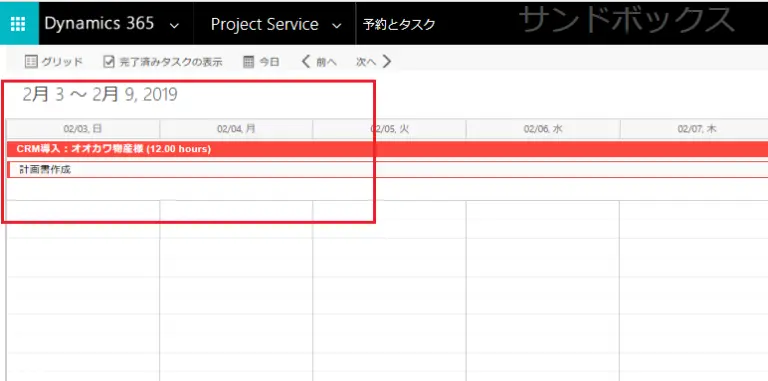 Dynamics 365 Project Service 予約とタスク サンドボックス
グリッド 完了済みタスクの表示 今日 前へ 次へ
2月 3 ～ 2月 9, 2019
02/03, 日 02/04, 月 02/05, 火 02/06, 水 02/07, 木
CRM導入：オオカワ物産様 (12.00 hours)
計画書作成